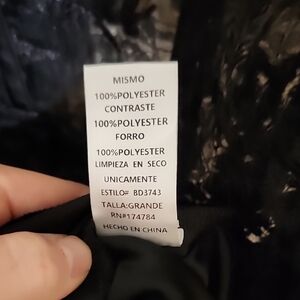 MISMO
100%POLYESTER
CONTRASTE
100%POLYESTER
FORRO
100%POLYESTER
LIMPIEZA EN SECO
UNICAMENTE
ESTILO# BD3743
TALLA:GRANDE
RN#174784
HECHO EN CHINA